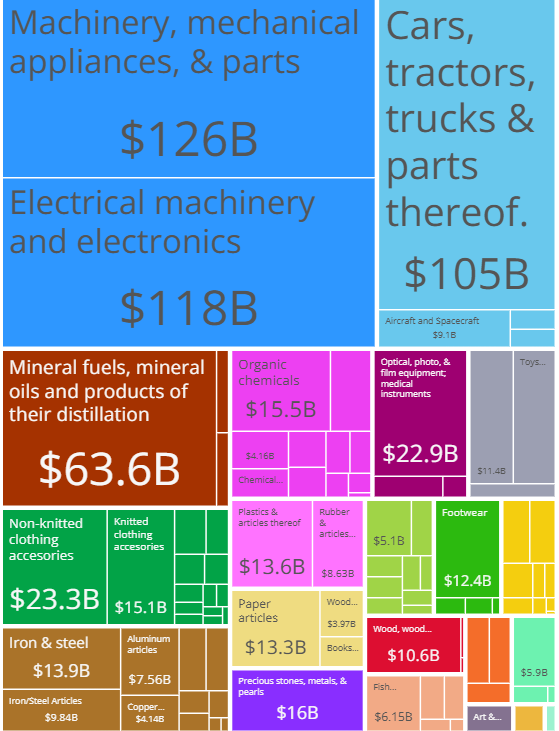 Machinery, mechanical
appliances, & parts
$126B
Electrical machinery
and electronics
$118B
Cars,
tractors,
trucks &
parts
thereof.
$105B
Aircraft and Spacecraft
$9.1B
Mineral fuels, mineral
oils and products of
their distillation
$63.6B
Organic
chemicals
$15.5B
$4.16B
Chemical...
Optical, photo, &
film equipment;
medical
instruments
$22.9B
$11.4B
Toys...
Non-knitted
clothing
accesories
$23.3B
Knitted
clothing
accesories
$15.1B
Plastics &
articles thereof
$13.6B
Rubber
&
articles...
$8.63B
$5.1B
Footwear
$12.4B
Paper
articles
$13.3B
Wood...
$3.97B
Books...
Iron & steel
$13.9B
Iron/Steel Articles
$9.84B
Aluminum
articles
$7.56B
Copper...
$4.14B
Precious stones, metals, &
pearls
$16B
Wood, wood...
$10.6B
Fish...
$6.15B
Art &...
$5.9B